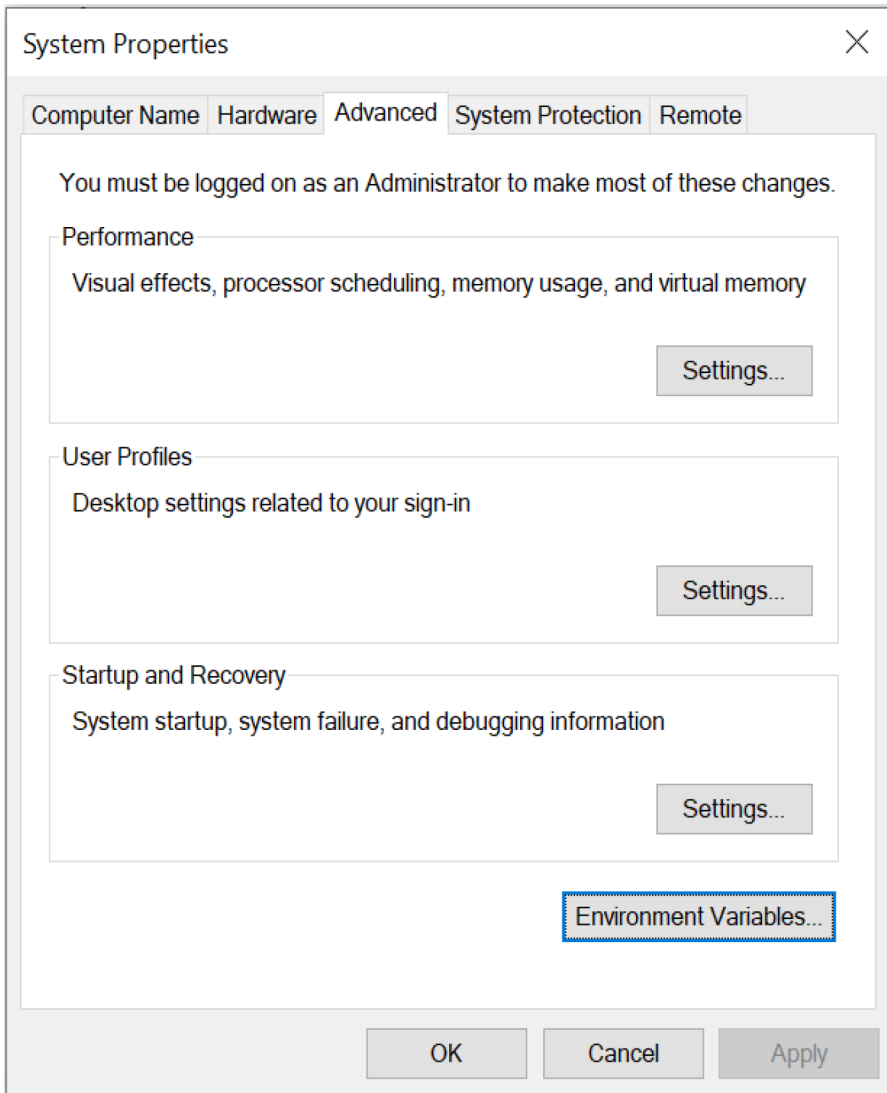 System Properties
Computer Name Hardware Advanced System Protection Remote
You must be logged on as an Administrator to make most of these changes.
Performance
Visual effects, processor scheduling, memory usage, and virtual memory
Settings...
User Profiles
Desktop settings related to your sign-in
Settings...
Startup and Recovery
System startup, system failure, and debugging information
Settings...
Environment Variables...
OK Cancel Apply